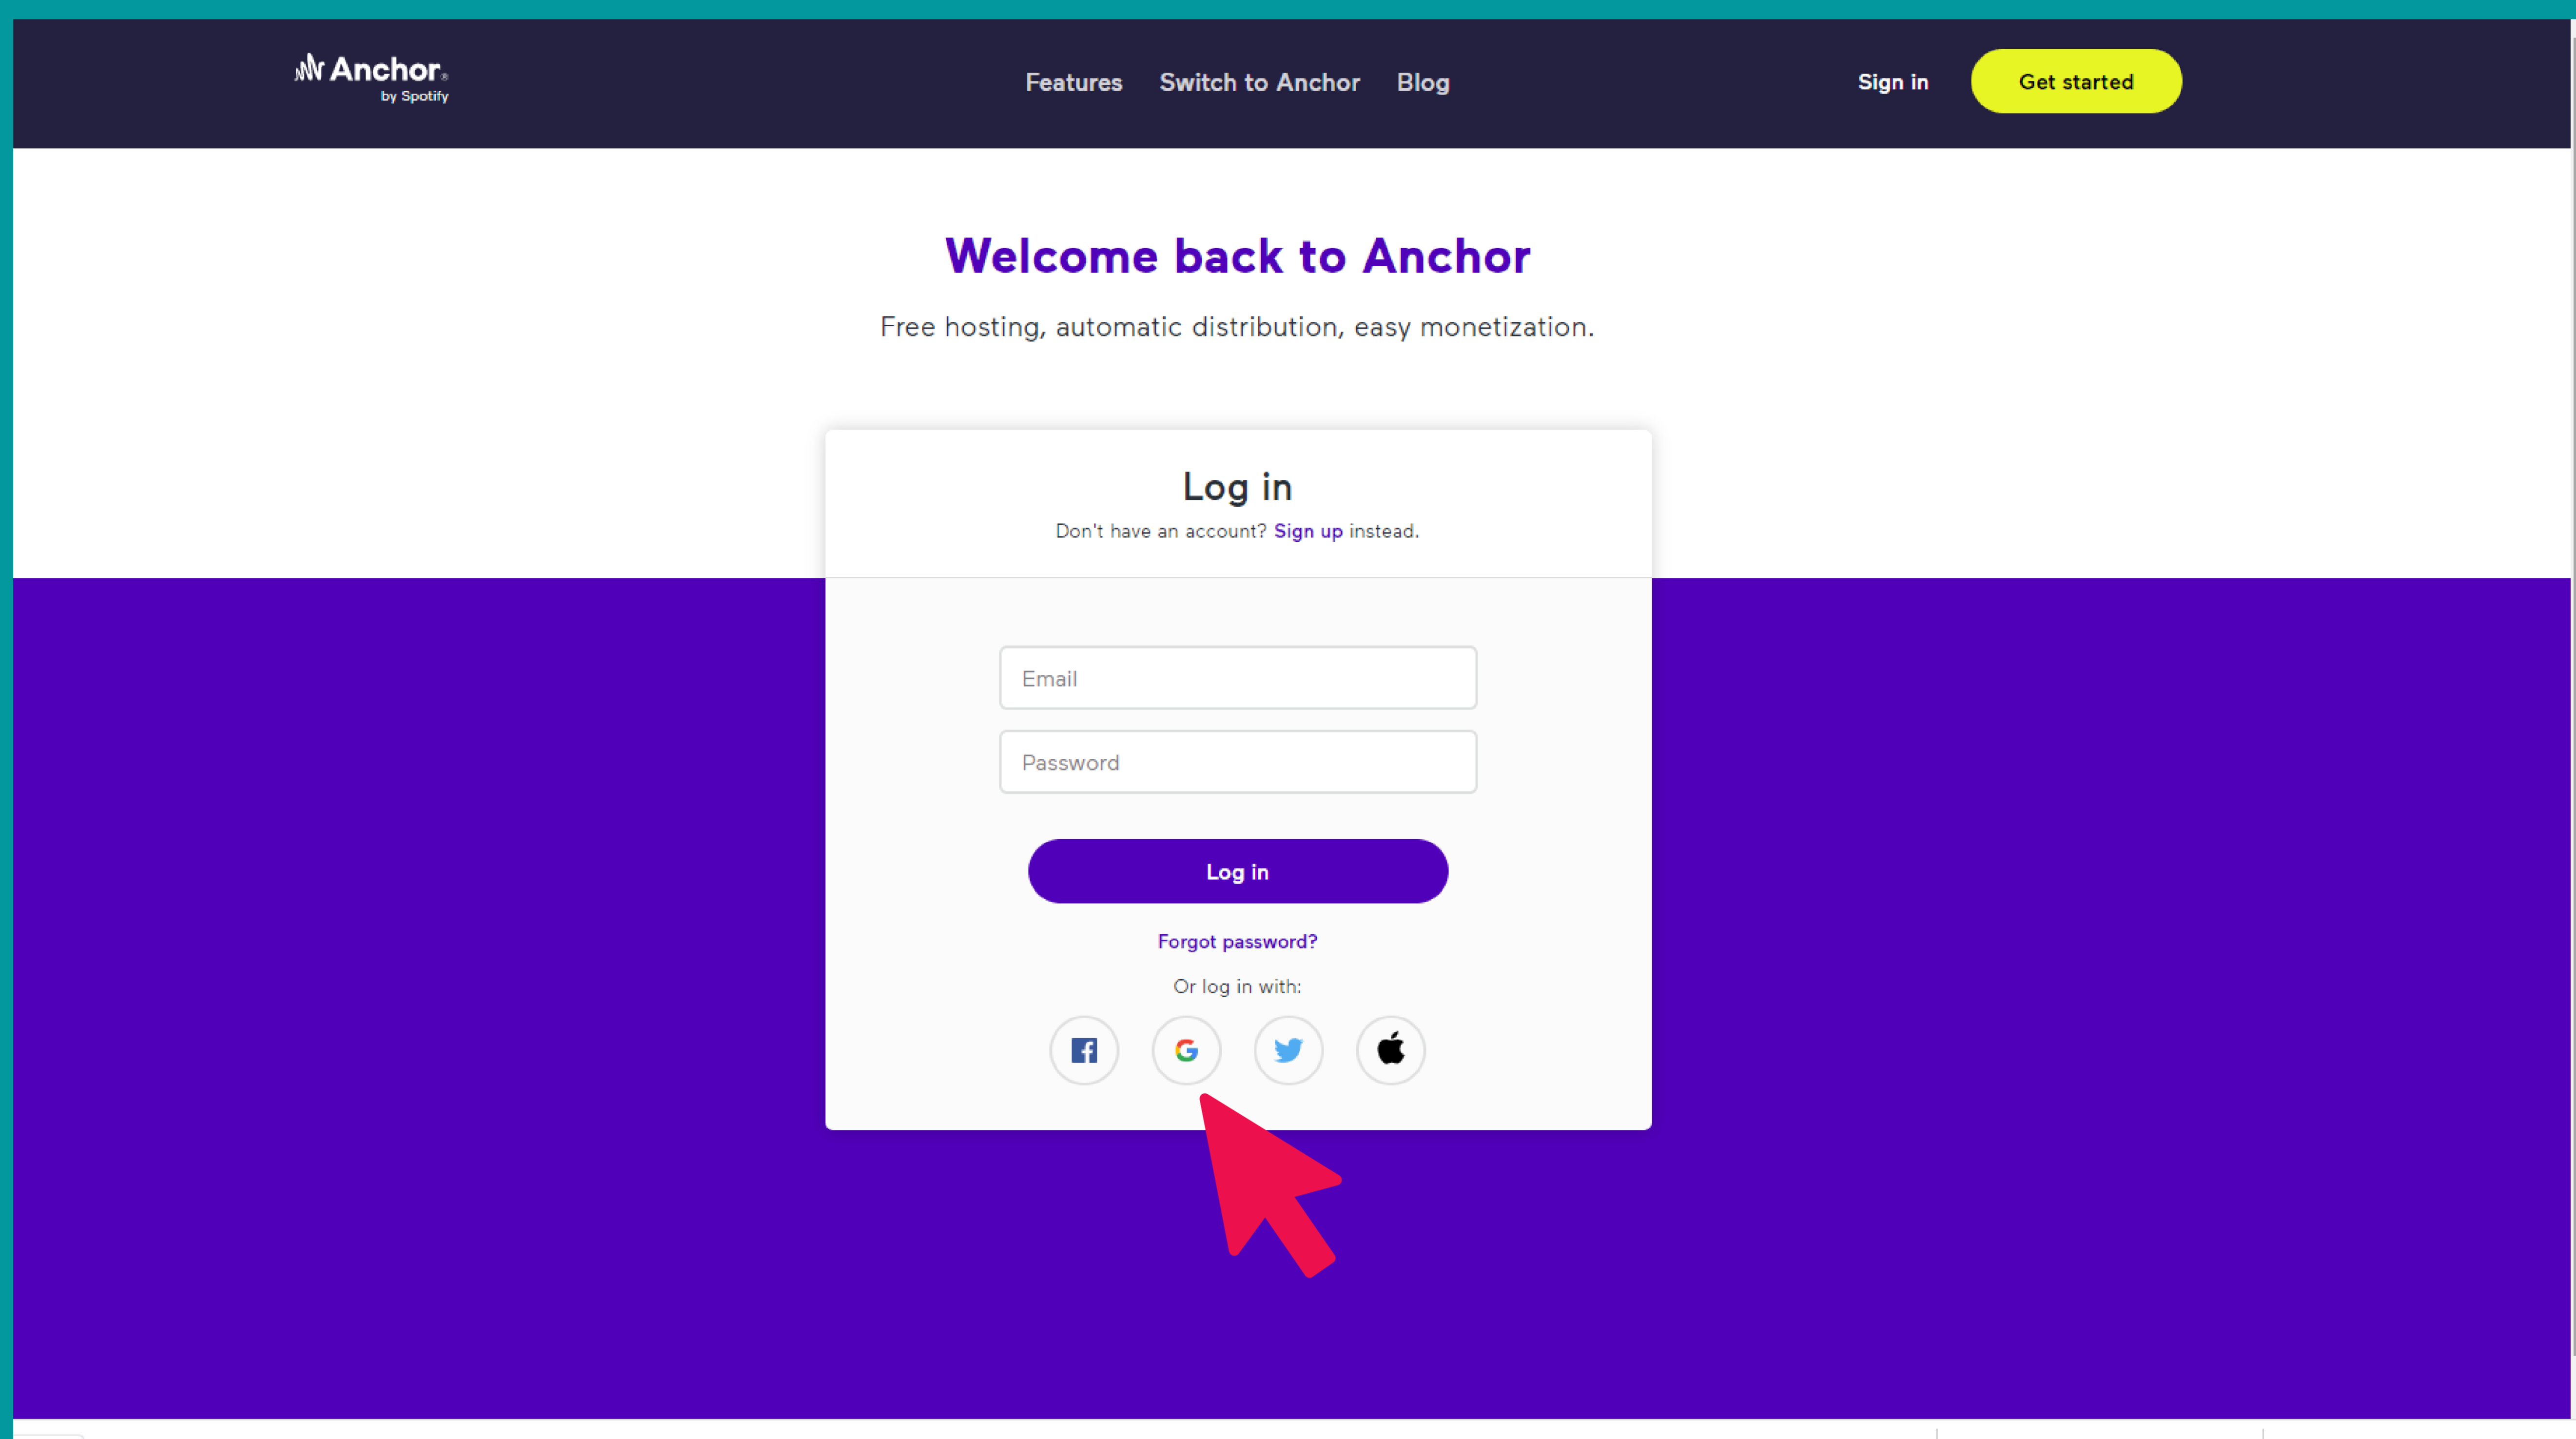 Anchor®
by Spotify
Features Switch to Anchor Blog
Sign in Get started
Welcome back to Anchor
Free hosting, automatic distribution, easy monetization.
Log in
Don't have an account? Sign up instead.
Email
Password
Log in
Forgot password?
Or log in with: